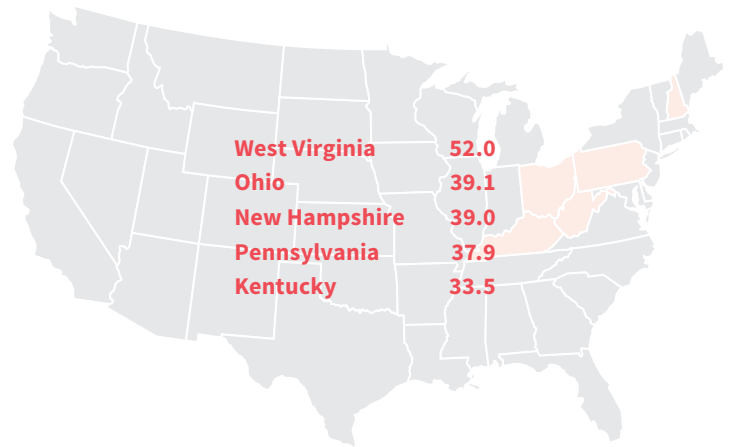 West Virginia 52.0
Ohio 39.1
New Hampshire 39.0
Pennsylvania 37.9
Kentucky 33.5